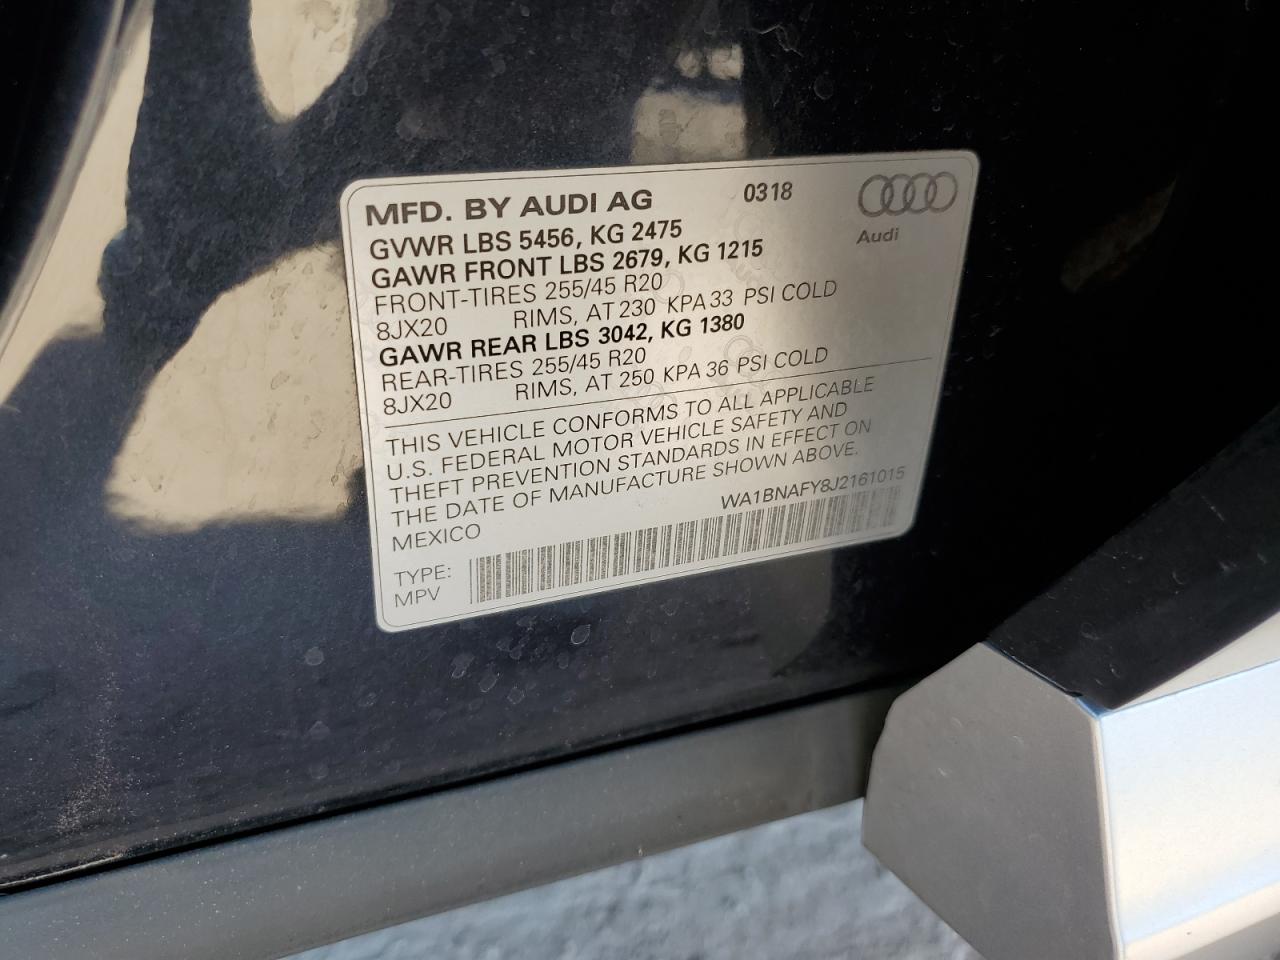 MFD. BY AUDI AG 0318
Audi
GVWR LBS 5456, KG 2475
GAWR FRONT LBS 2679, KG 1215
FRONT-TIRES 255/45 R20
8JX20 RIMS, AT 230 KPA 33 PSI COLD
GAWR REAR LBS 3042, KG 1380
REAR-TIRES 255/45 R20
8JX20 RIMS, AT 250 KPA 36 PSI COLD
THIS VEHICLE CONFORMS TO ALL APPLICABLE
U.S. FEDERAL MOTOR VEHICLE SAFETY AND
THEFT PREVENTION STANDARDS IN EFFECT ON
THE DATE OF MANUFACTURE SHOWN ABOVE.
MEXICO WA1BNAFY8J2161015
TYPE:
MPV